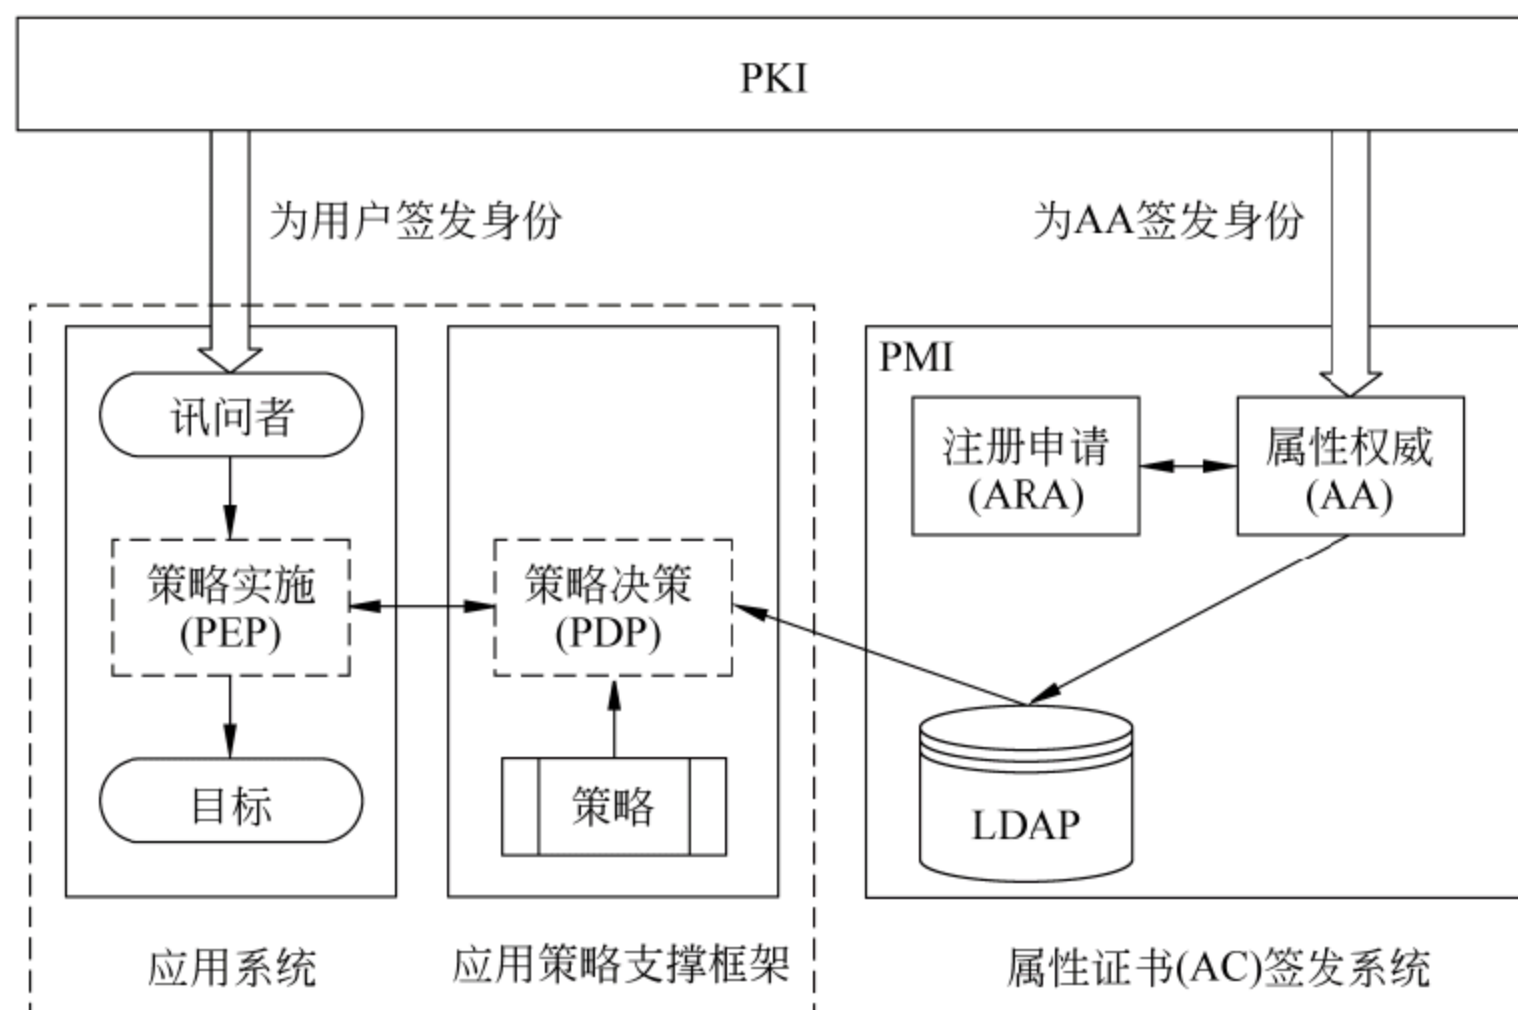 PKI
为用户签发身份
为AA签发身份
PMI
讯问者
注册申请
(ARA)
属性权威
(AA)
策略实施
(PEP)
策略决策
(PDP)
目标
策略
LDAP
应用系统
应用策略支撑框架
属性证书(AC)签发系统